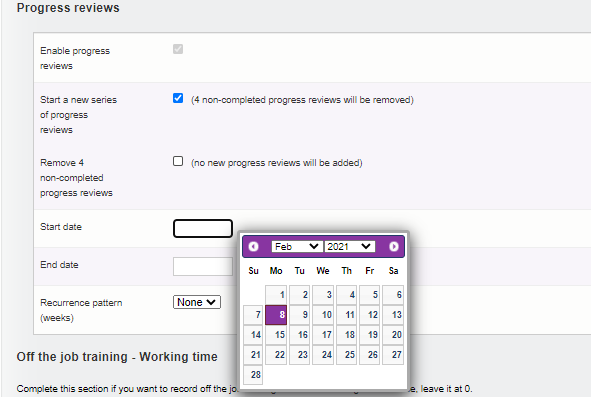 Progress reviews
Enable progress
reviews
Start a new series
of progress
reviews
(4 non-completed progress reviews will be removed)
Remove 4
non-completed
progress reviews
(no new progress reviews will be added)
Start date
End date
Recurrence pattern
(weeks)
None
Feb 2021
Su Mo Tu We Th Fr Sa
1 2 3 4 5 6
7 8 9 10 11 12 13
14 15 16 17 18 19 20
21 22 23 24 25 26 27
28
Off the job training - Working time
Complete this section if you want to record off the e, leave it at 0.